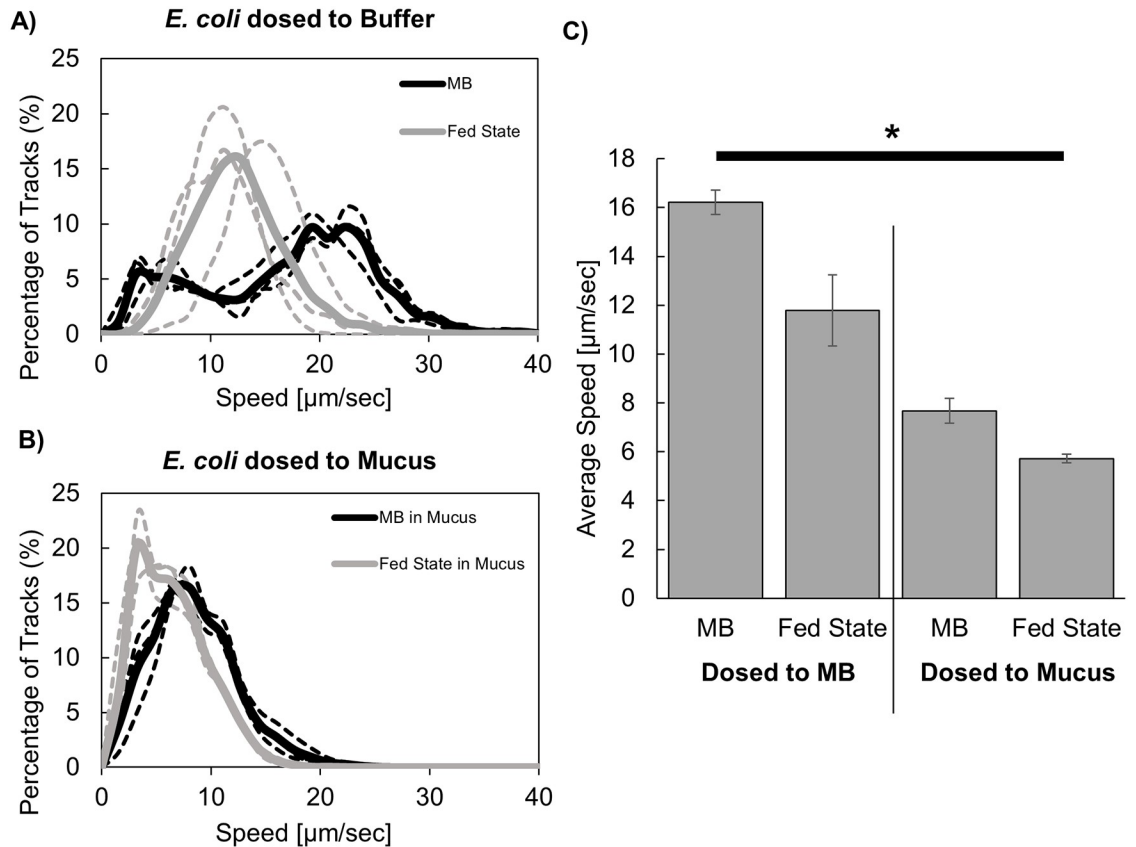 A)
E. coli dosed to Buffer
Percentage of Tracks (%)
25
20
15
10
5
0
MB
Fed State
0 10 20 30 40
Speed [µm/sec]
B)
E. coli dosed to Mucus
Percentage of Tracks (%)
25
20
15
10
5
0
MB in Mucus
Fed State in Mucus
0 10 20 30 40
Speed [µm/sec]
C)
*
Average Speed [µm/sec]
18
16
14
12
10
8
6
4
2
0
MB Fed State MB Fed State
Dosed to MB Dosed to Mucus